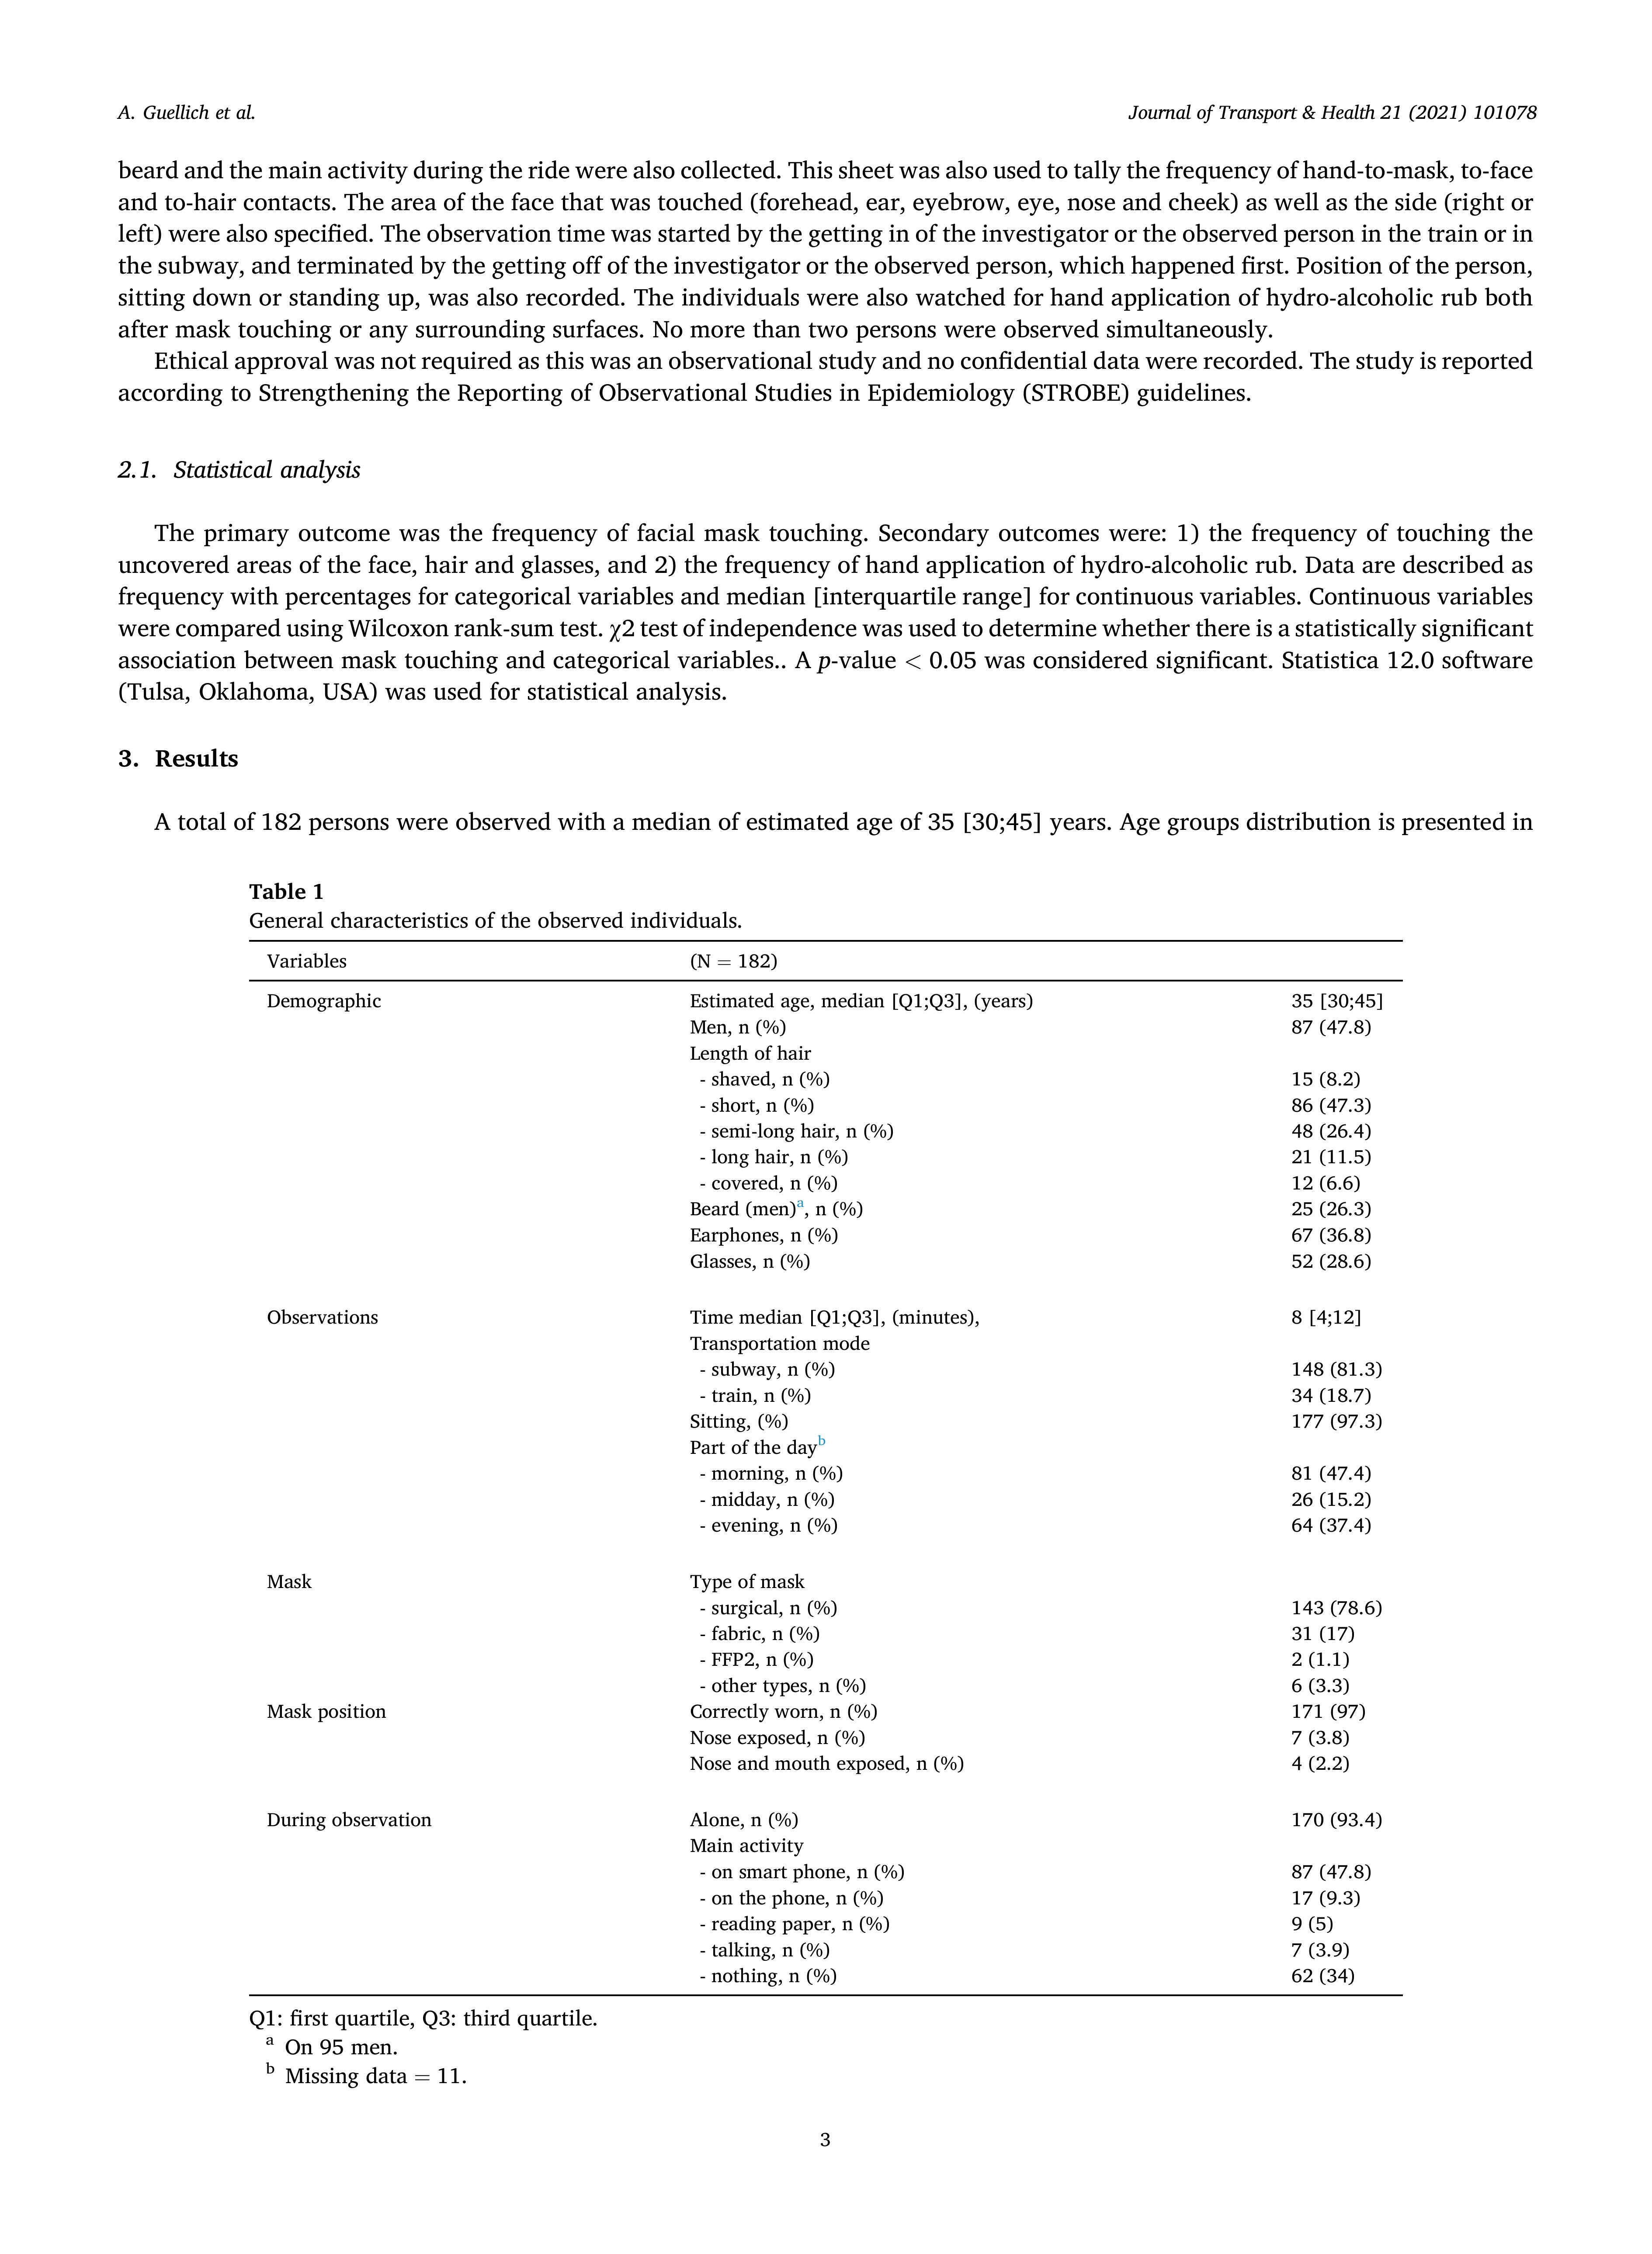 A. Guellich et al.
Journal of Transport & Health 21 (2021) 101078
beard and the main activity during the ride were also collected. This sheet was also used to tally the frequency of hand-to-mask, to-face
and to-hair contacts. The area of the face that was touched (forehead, ear, eyebrow, eye, nose and cheek) as well as the side (right or
left) were also specified. The observation time was started by the getting in of the investigator or the observed person in the train or in
the subway, and terminated by the getting off of the investigator or the observed person, which happened first. Position of the person,
sitting down or standing up, was also recorded. The individuals were also watched for hand application of hydro-alcoholic rub both
after mask touching or any surrounding surfaces. No more than two persons were observed simultaneously.
Ethical approval was not required as this was an observational study and no confidential data were recorded. The study is reported
according to Strengthening the Reporting of Observational Studies in Epidemiology (STROBE) guidelines.
2.1. Statistical analysis
The primary outcome was the frequency of facial mask touching. Secondary outcomes were: 1) the frequency of touching the
uncovered areas of the face, hair and glasses, and 2) the frequency of hand application of hydro-alcoholic rub. Data are described as
frequency with percentages for categorical variables and median [interquartile range] for continuous variables. Continuous variables
were compared using Wilcoxon rank-sum test. χ2 test of independence was used to determine whether there is a statistically significant
association between mask touching and categorical variables.. A p-value < 0.05 was considered significant. Statistica 12.0 software
(Tulsa, Oklahoma, USA) was used for statistical analysis.
3. Results
A total of 182 persons were observed with a median of estimated age of 35 [30;45] years. Age groups distribution is presented in
Table 1
General characteristics of the observed individuals.
Variables (N = 182)
Demographic Estimated age, median [Q1;Q3], (years) 35 [30;45]
Men, n (%) 87 (47.8)
Length of hair
- shaved, n (%) 15 (8.2)
- short, n (%) 86 (47.3)
- semi-long hair, n (%) 48 (26.4)
- long hair, n (%) 21 (11.5)
- covered, n (%) 12 (6.6)
Beard (men)a, n (%) 25 (26.3)
Earphones, n (%) 67 (36.8)
Glasses, n (%) 52 (28.6)
Observations Time median [Q1;Q3], (minutes), 8 [4;12]
Transportation mode
- subway, n (%) 148 (81.3)
- train, n (%) 34 (18.7)
Sitting, (%) 177 (97.3)
Part of the dayb
- morning, n (%) 81 (47.4)
- midday, n (%) 26 (15.2)
- evening, n (%) 64 (37.4)
Mask Type of mask
- surgical, n (%) 143 (78.6)
- fabric, n (%) 31 (17)
- FFP2, n (%) 2 (1.1)
- other types, n (%) 6 (3.3)
Mask position Correctly worn, n (%) 171 (97)
Nose exposed, n (%) 7 (3.8)
Nose and mouth exposed, n (%) 4 (2.2)
During observation Alone, n (%) 170 (93.4)
Main activity
- on smart phone, n (%) 87 (47.8)
- on the phone, n (%) 17 (9.3)
- reading paper, n (%) 9 (5)
- talking, n (%) 7 (3.9)
- nothing, n (%) 62 (34)
Q1: first quartile, Q3: third quartile.
a On 95 men.
b Missing data = 11.
3